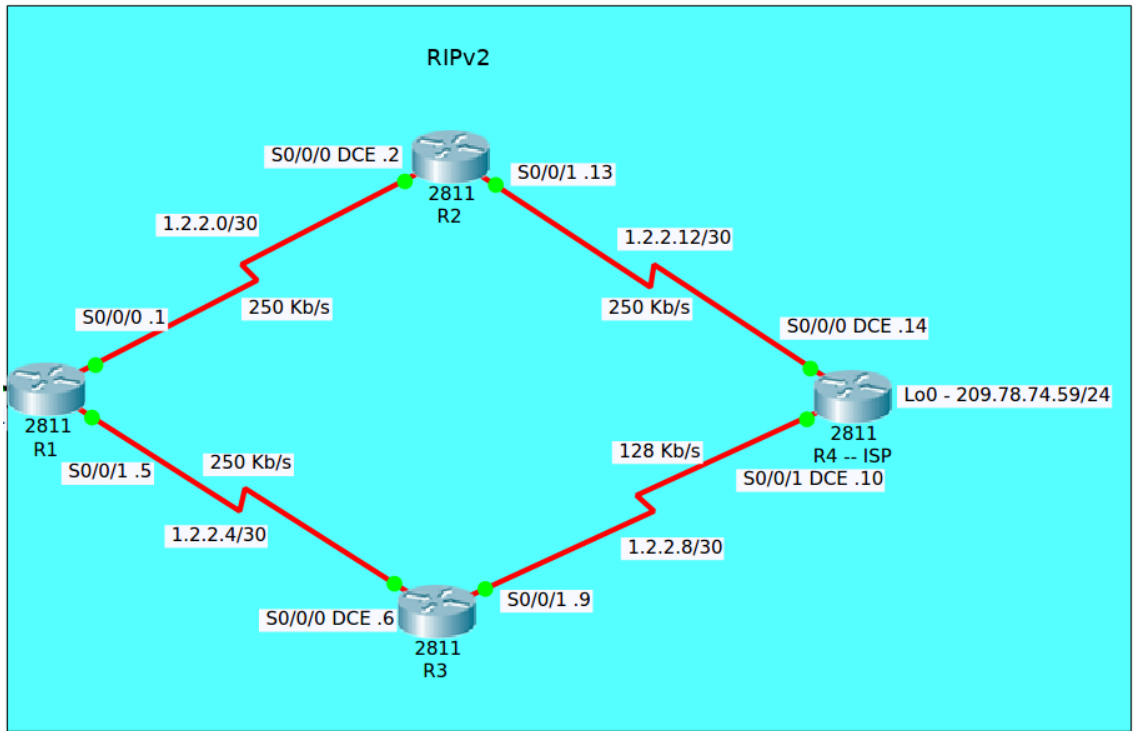 RIPv2
S0/0/0 DCE .2
2811
R2
S0/0/1 .13
1.2.2.0/30
1.2.2.12/30
250 Kb/s
250 Kb/s
S0/0/0 .1
S0/0/0 DCE .14
2811
R1
Lo0 - 209.78.74.59/24
2811
R4 -- ISP
S0/0/1 .5
250 Kb/s
128 Kb/s
S0/0/1 DCE .10
1.2.2.4/30
1.2.2.8/30
S0/0/0 DCE .6
S0/0/1 .9
2811
R3